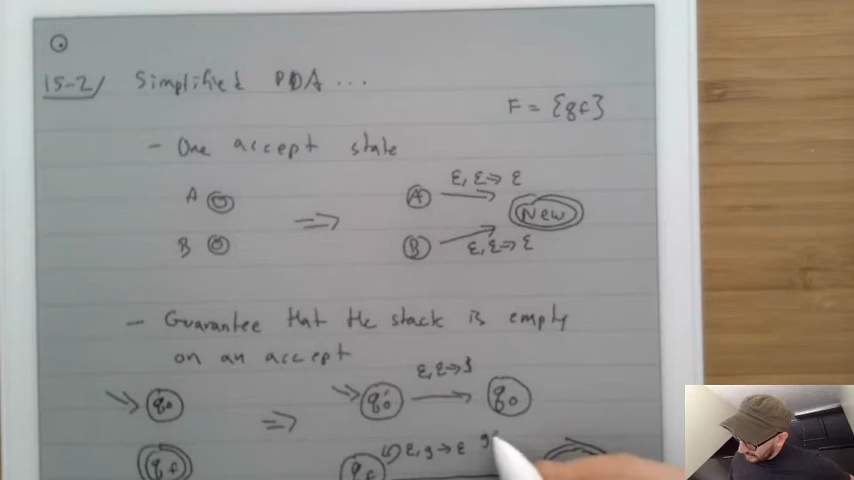 15-2/ Simplified PDA ...
F = {qf}
- One accept state
A
B
⇒
A ε, ε → ε
New
B ε, ε → ε
- Guarantee that the stack is empty
on an accept
q0 ⇒ q0' ε, ε → $ q0
qf qf ε, g → ε